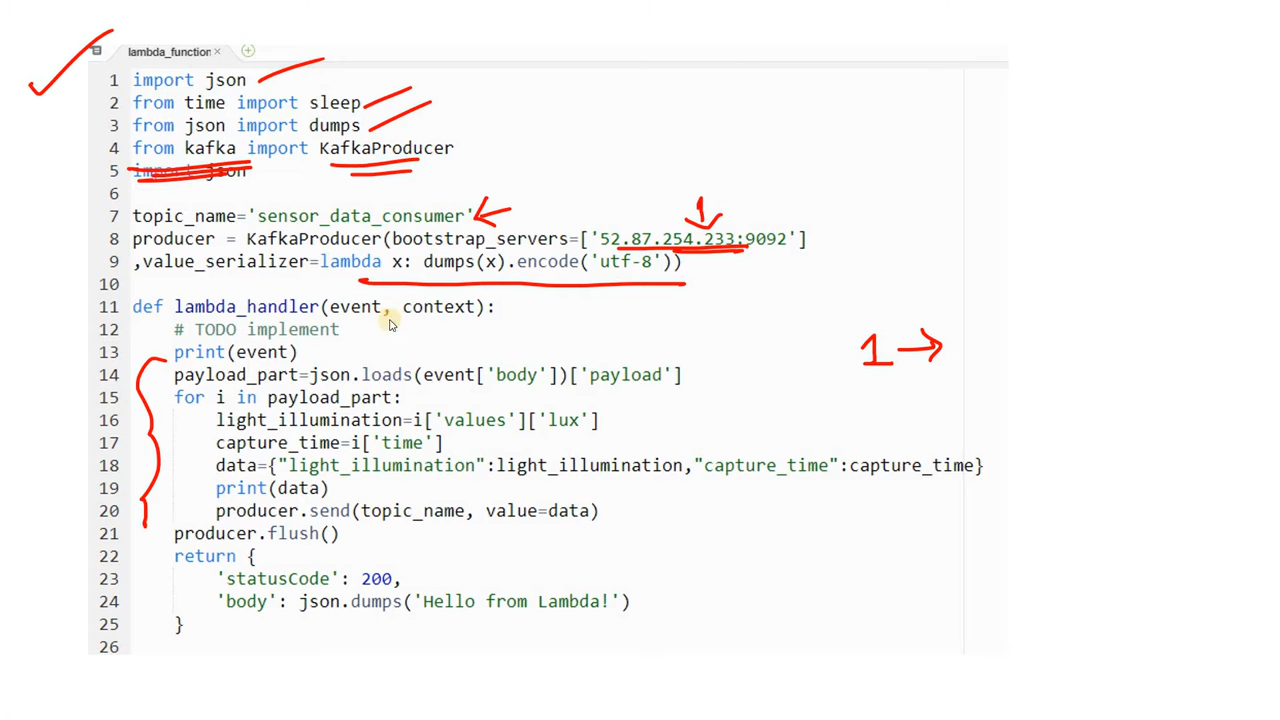 lambda_function ×
1 import json
2 from time import sleep
3 from json import dumps
4 from kafka import KafkaProducer
5 import json
6
7 topic_name='sensor_data_consumer'
1
8 producer = KafkaProducer(bootstrap_servers=['52.87.254.233:9092']
9 ,value_serializer=lambda x: dumps(x).encode('utf-8'))
10
11 def lambda_handler(event, context):
12 # TODO implement
13 print(event)
1 →
14 payload_part=json.loads(event['body'])['payload']
15 for i in payload_part:
16 light_illumination=i['values']['lux']
17 capture_time=i['time']
18 data={"light_illumination":light_illumination,"capture_time":capture_time}
19 print(data)
20 producer.send(topic_name, value=data)
21 producer.flush()
22 return {
23 'statusCode': 200,
24 'body': json.dumps('Hello from Lambda!')
25 }
26